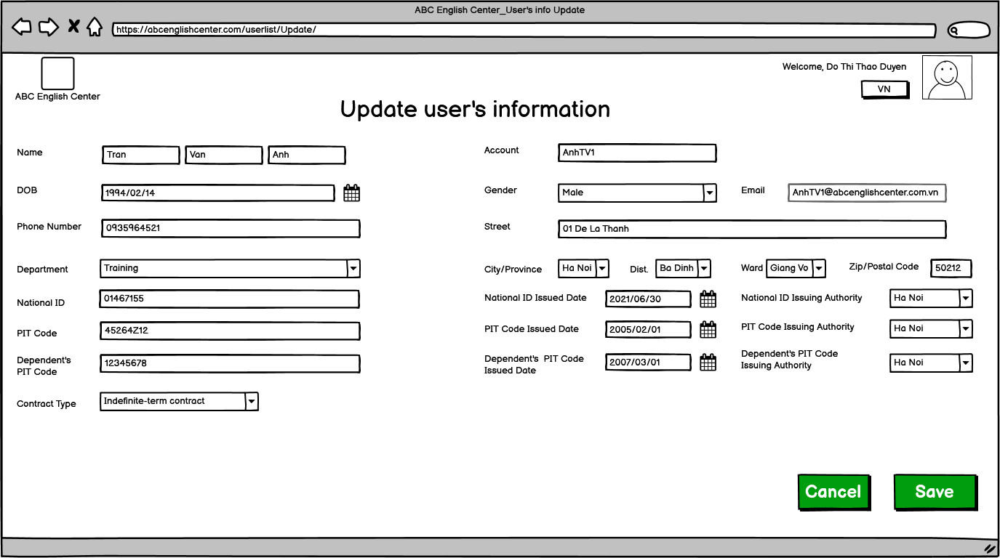 ABC English Center_User's info Update
https://abcenglishcenter.com/userlist/Update/
Welcome, Do Thi Thao Duyen
VN
ABC English Center
Update user's information
Name Tran Van Anh Account AnhTV1
DOB 1994/02/14 Gender Male Email AnhTV1@abcenglishcenter.com.vn
Phone Number 0935964521 Street 01 De La Thanh
Department Training City/Province Ha Noi Dist. Ba Dinh Ward Giang Vo Zip/Postal Code 50212
National ID 01467155 National ID Issued Date 2021/06/30 National ID Issuing Authority Ha Noi
PIT Code 45264Z12 PIT Code Issued Date 2005/02/01 PIT Code Issuing Authority Ha Noi
Dependent's 12345678 Dependent's PIT Code 2007/03/01 Dependent's PIT Code Ha Noi
PIT Code Issued Date Issuing Authority
Contract Type Indefinite-term contract
Cancel Save